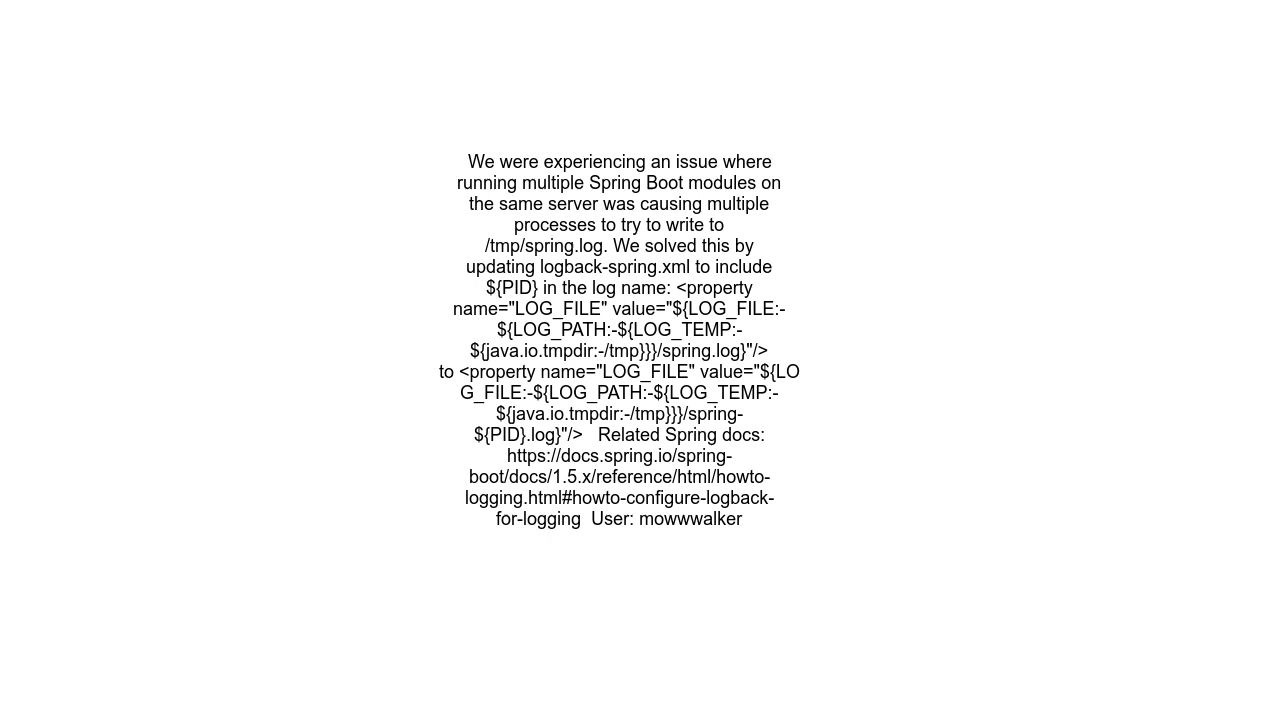 We were experiencing an issue where
running multiple Spring Boot modules on
the same server was causing multiple
processes to try to write to
/tmp/spring.log. We solved this by
updating logback-spring.xml to include
${PID} in the log name: <property
name="LOG_FILE" value="${LOG_FILE:-
${LOG_PATH:-${LOG_TEMP:-
${java.io.tmpdir:-/tmp}}}/spring.log}"/>
to <property name="LOG_FILE" value="${LO
G_FILE:-${LOG_PATH:-${LOG_TEMP:-
${java.io.tmpdir:-/tmp}}}/spring-
${PID}.log}"/>   Related Spring docs:
https://docs.spring.io/spring-
boot/docs/1.5.x/reference/html/howto-
logging.html#howto-configure-logback-
for-logging  User: mowwwalker